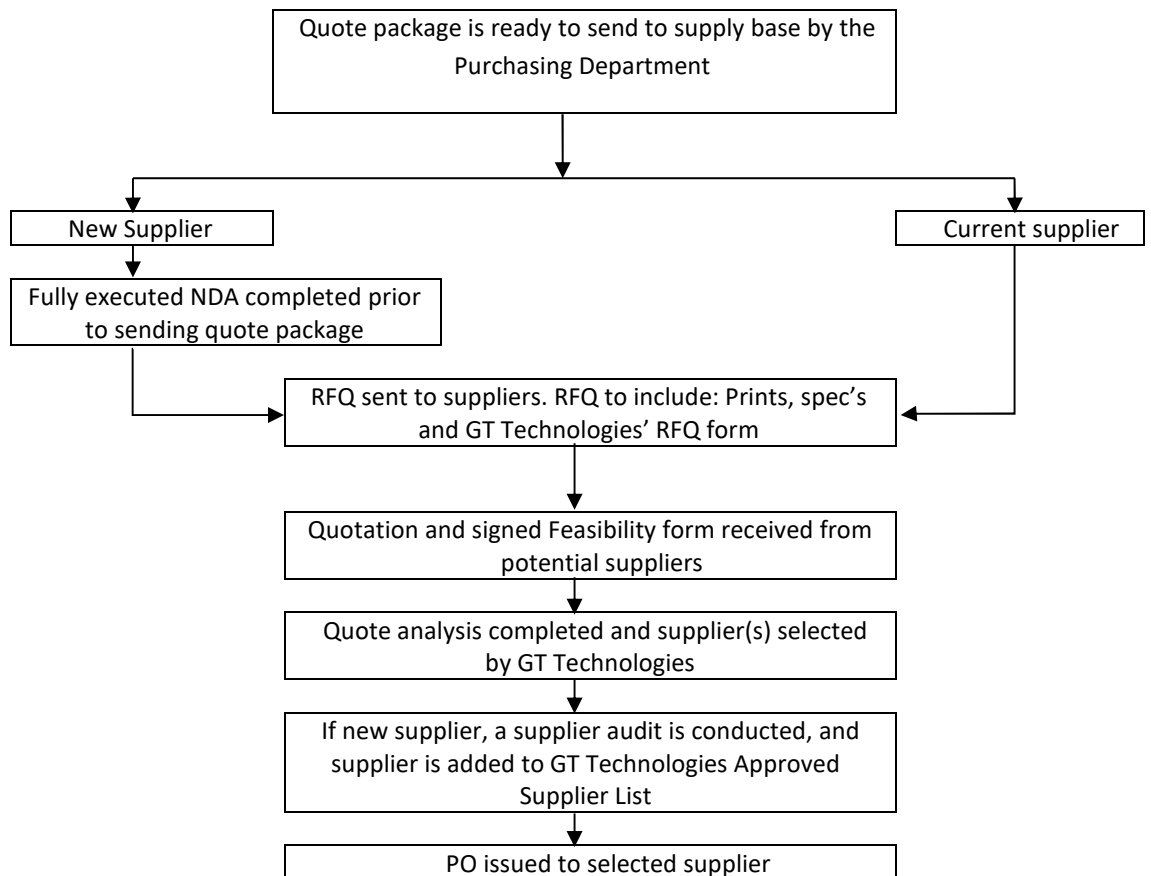 Quote package is ready to send to supply base by the
Purchasing Department
New Supplier
Current supplier
Fully executed NDA completed prior
to sending quote package
RFQ sent to suppliers. RFQ to include: Prints, spec’s
and GT Technologies’ RFQ form
Quotation and signed Feasibility form received from
potential suppliers
Quote analysis completed and supplier(s) selected
by GT Technologies
If new supplier, a supplier audit is conducted, and
supplier is added to GT Technologies Approved
Supplier List
PO issued to selected supplier